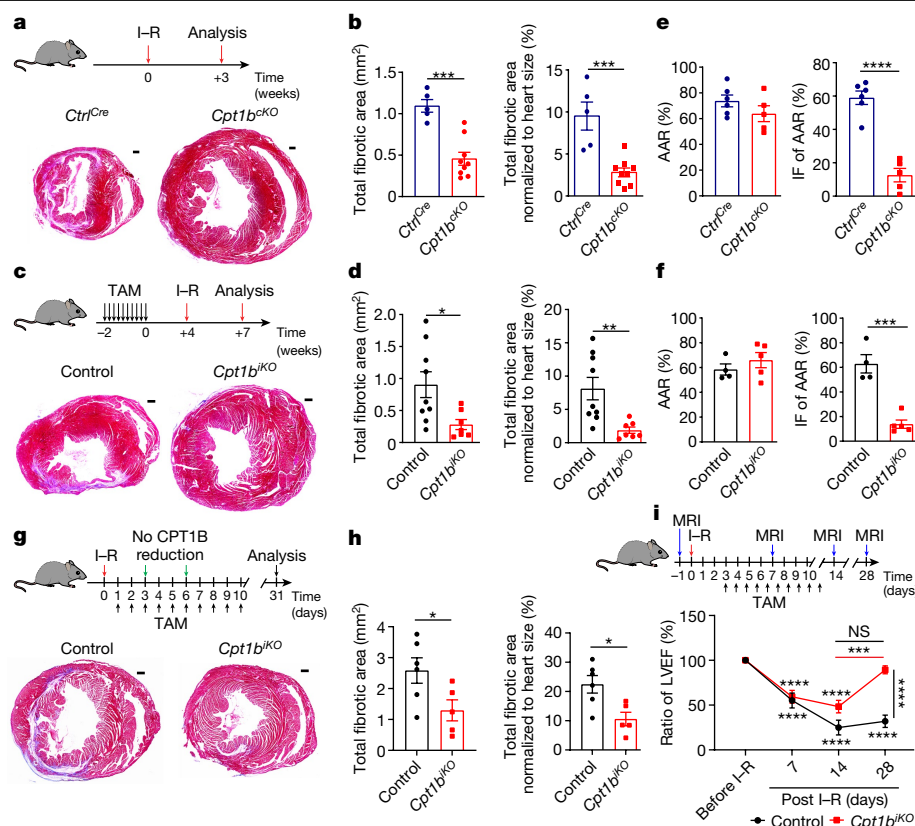 a
I–R
Analysis
0
+3
Time
(weeks)
Ctrl^Cre
Cpt1b^cKO
b
Total fibrotic area (mm²)
1.5
1.0
0.5
0
***
Ctrl^Cre
Cpt1b^cKO
Total fibrotic area
normalized to heart size (%)
15
10
5
0
***
Ctrl^Cre
Cpt1b^cKO
e
AAR (%)
100
80
60
40
20
0
Ctrl^Cre
Cpt1b^cKO
IF of AAR (%)
80
60
40
20
0
****
Ctrl^Cre
Cpt1b^cKO
c
TAM
I–R
Analysis
–2
0
+4
+7
Time
(weeks)
Control
Cpt1b^iKO
d
Total fibrotic area (mm²)
2.0
1.5
1.0
0.5
0
*
Control
Cpt1b^iKO
Total fibrotic area
normalized to heart size (%)
20
15
10
5
0
**
Control
Cpt1b^iKO
f
AAR (%)
100
80
60
40
20
0
Control
Cpt1b^iKO
IF of AAR (%)
100
80
60
40
20
0
***
Control
Cpt1b^iKO
g
No CPT1B
reduction
I–R
Analysis
0 1 2 3 4 5 6 7 8 9 10 31
Time
(days)
TAM
Control
Cpt1b^iKO
h
Total fibrotic area (mm²)
4
3
2
1
0
*
Control
Cpt1b^iKO
Total fibrotic area
normalized to heart size (%)
40
30
20
10
0
*
Control
Cpt1b^iKO
i
MRI
I–R
MRI
MRI
MRI
–1 0 1 2 3 4 5 6 7 8 9 10 11 14 28
Time
(days)
TAM
Ratio of LVEF (%)
150
100
50
0
NS
***
****
****
****
****
****
****
Before I–R
7
14
28
Post I–R (days)
Control
Cpt1b^iKO